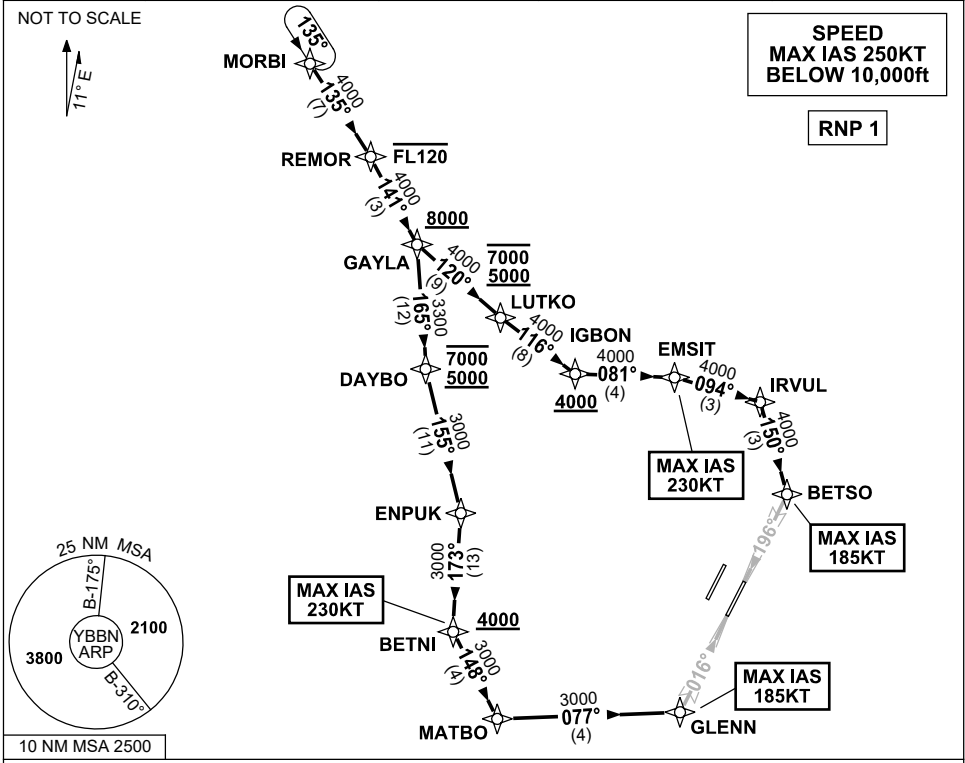 NOT TO SCALE
11° E
SPEED
MAX IAS 250KT
BELOW 10,000ft
RNP 1
135°
MORBI
4000
135°
(7)
REMOR
FL120
4000
141°
(3)
8000
GAYLA
4000
120°
(9)
7000
5000
LUTKO
3300
165°
(12)
4000
116°
(8)
IGBON
4000
4000
081°
(4)
EMSIT
4000
094°
(3)
IRVUL
4000
150°
(3)
DAYBO
7000
5000
MAX IAS
230KT
BETSO
MAX IAS
185KT
3000
155°
(11)
ENPUK
196°
3000
173°
(13)
MAX IAS
230KT
4000
BETNI
3000
148°
(4)
MATBO
3000
077°
(4)
016°
MAX IAS
185KT
GLENN
25 NM MSA
B-175°
YBBN
ARP
2100
3800
B-310°
10 NM MSA 2500